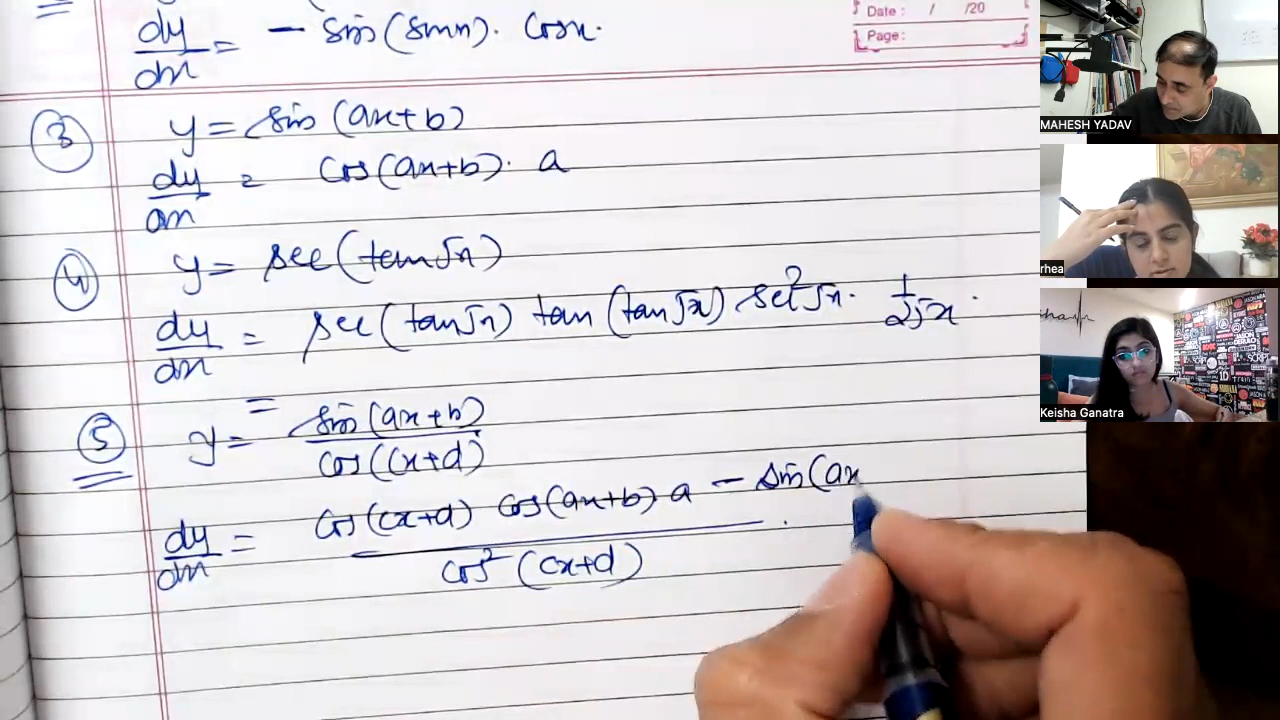 Date : / /20
dy/dx = - sin(sinx). cosx.
Page:
3 y = sin (ax+b)
dy/dx = cos(ax+b). a
4 y = sec(tan√x)
dy/dx = sec(tan√x) tan(tan√x) sec²√x. 1/2√x.
=
5 y = sin(ax+b)/cos(cx+d)
dy/dx = cos(cx+d) cos(ax+b) a - sin(ax
cos²(cx+d)
MAHESH YADAV
rhea
Keisha Ganatra